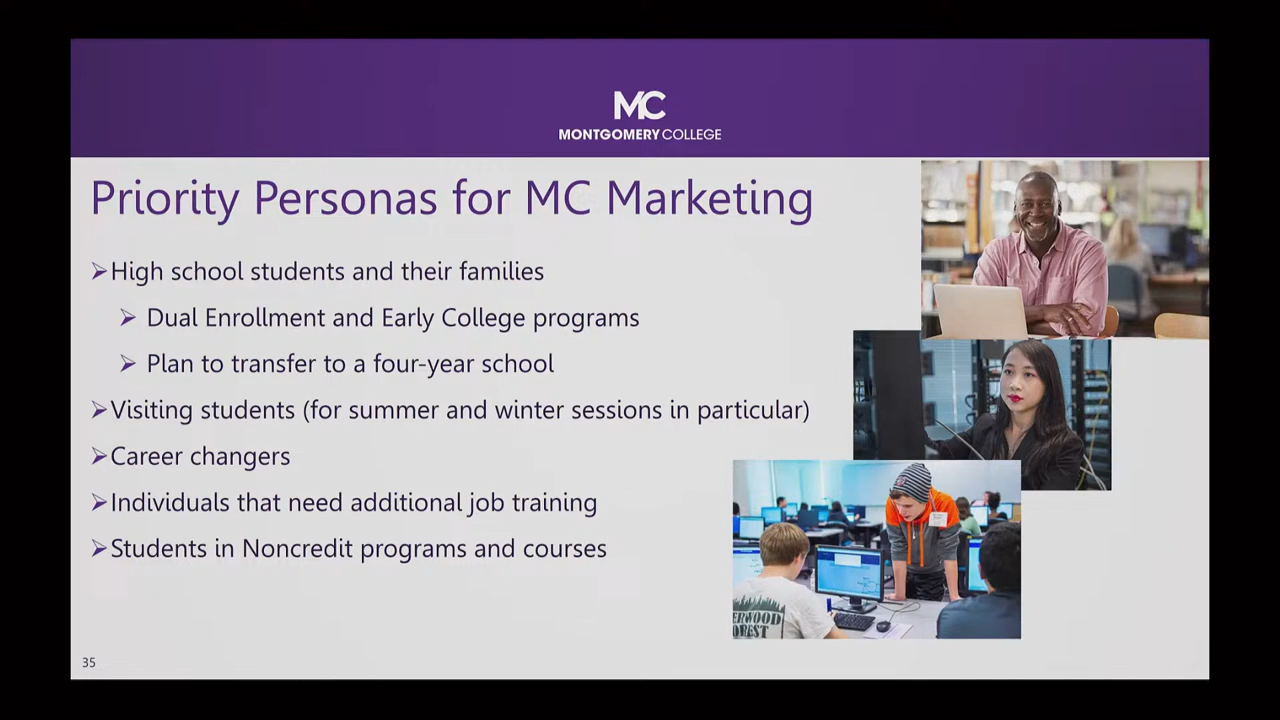 MC
MONTGOMERY COLLEGE
Priority Personas for MC Marketing
➢High school students and their families
➢ Dual Enrollment and Early College programs
➢ Plan to transfer to a four-year school
➢Visiting students (for summer and winter sessions in particular)
➢Career changers
➢Individuals that need additional job training
➢Students in Noncredit programs and courses
OREST
35